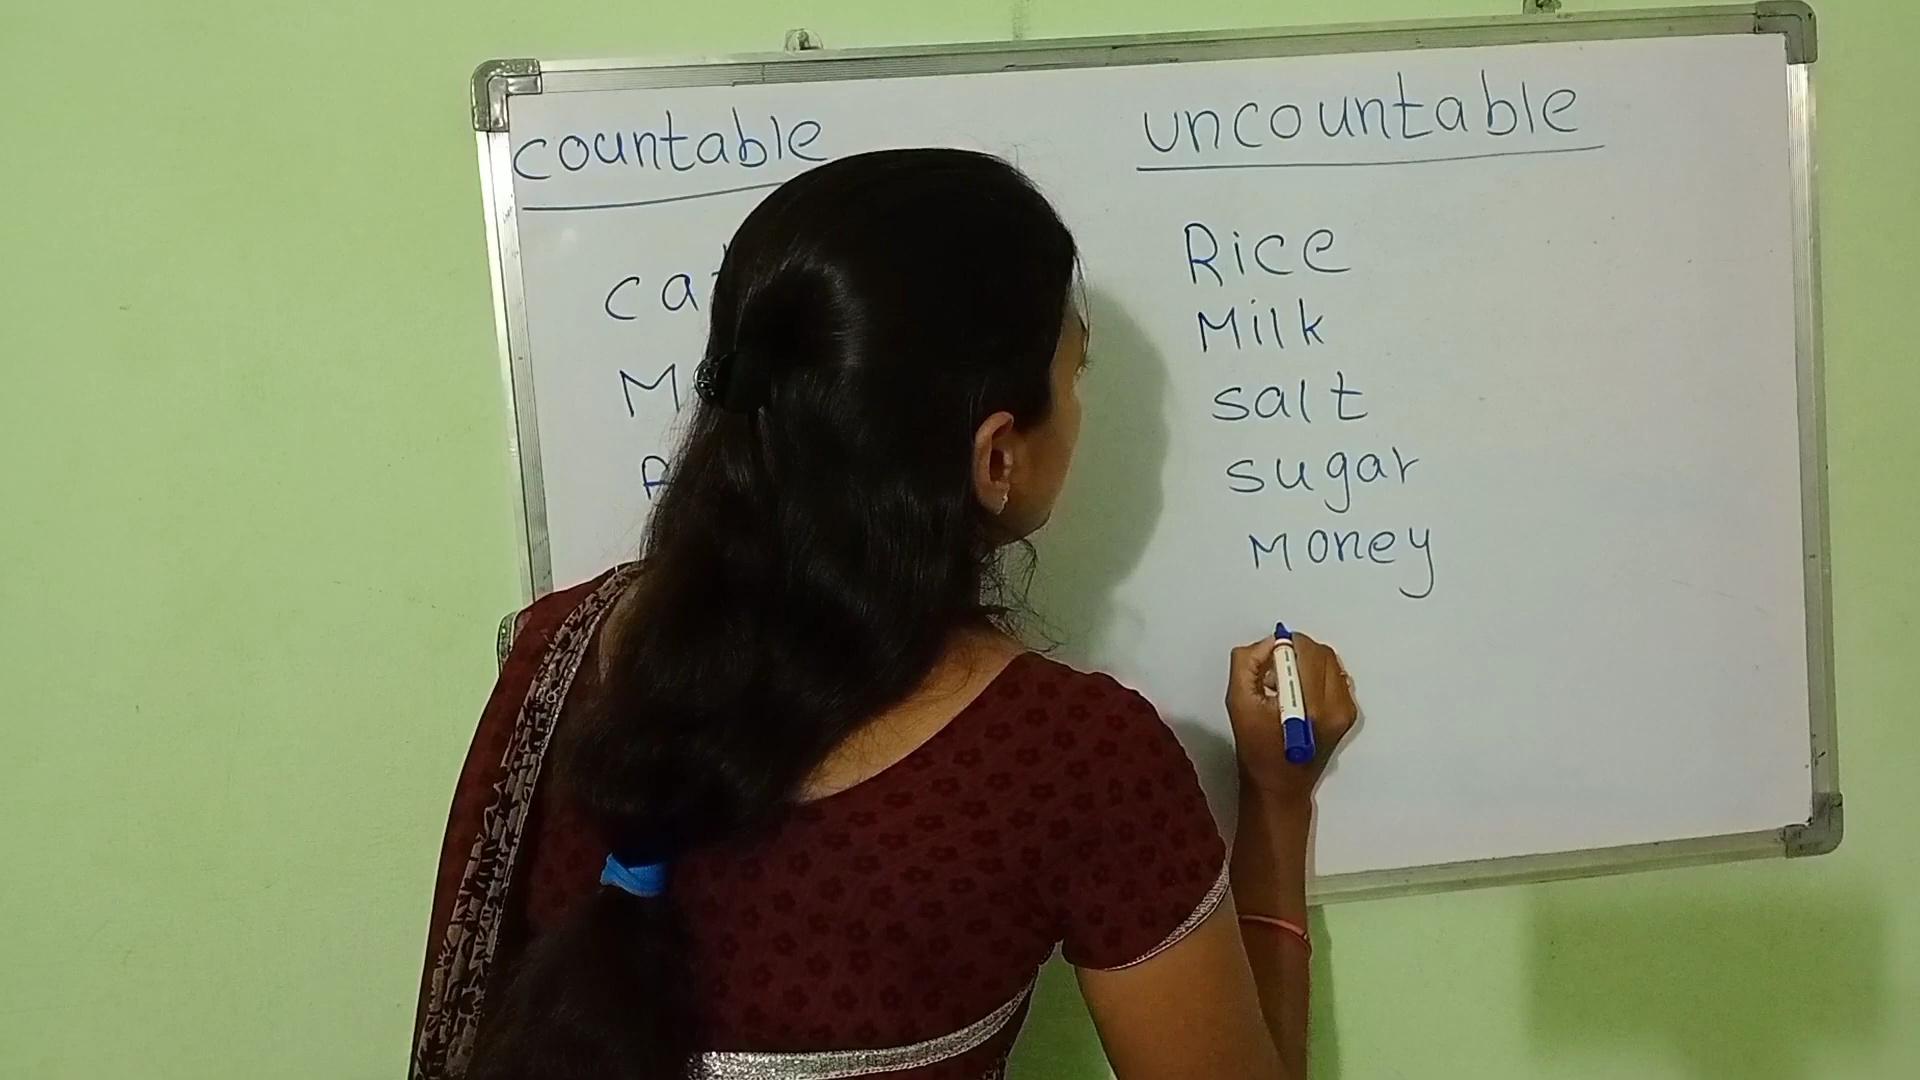 countable
uncountable
Rice
Milk
salt
sugar
Money